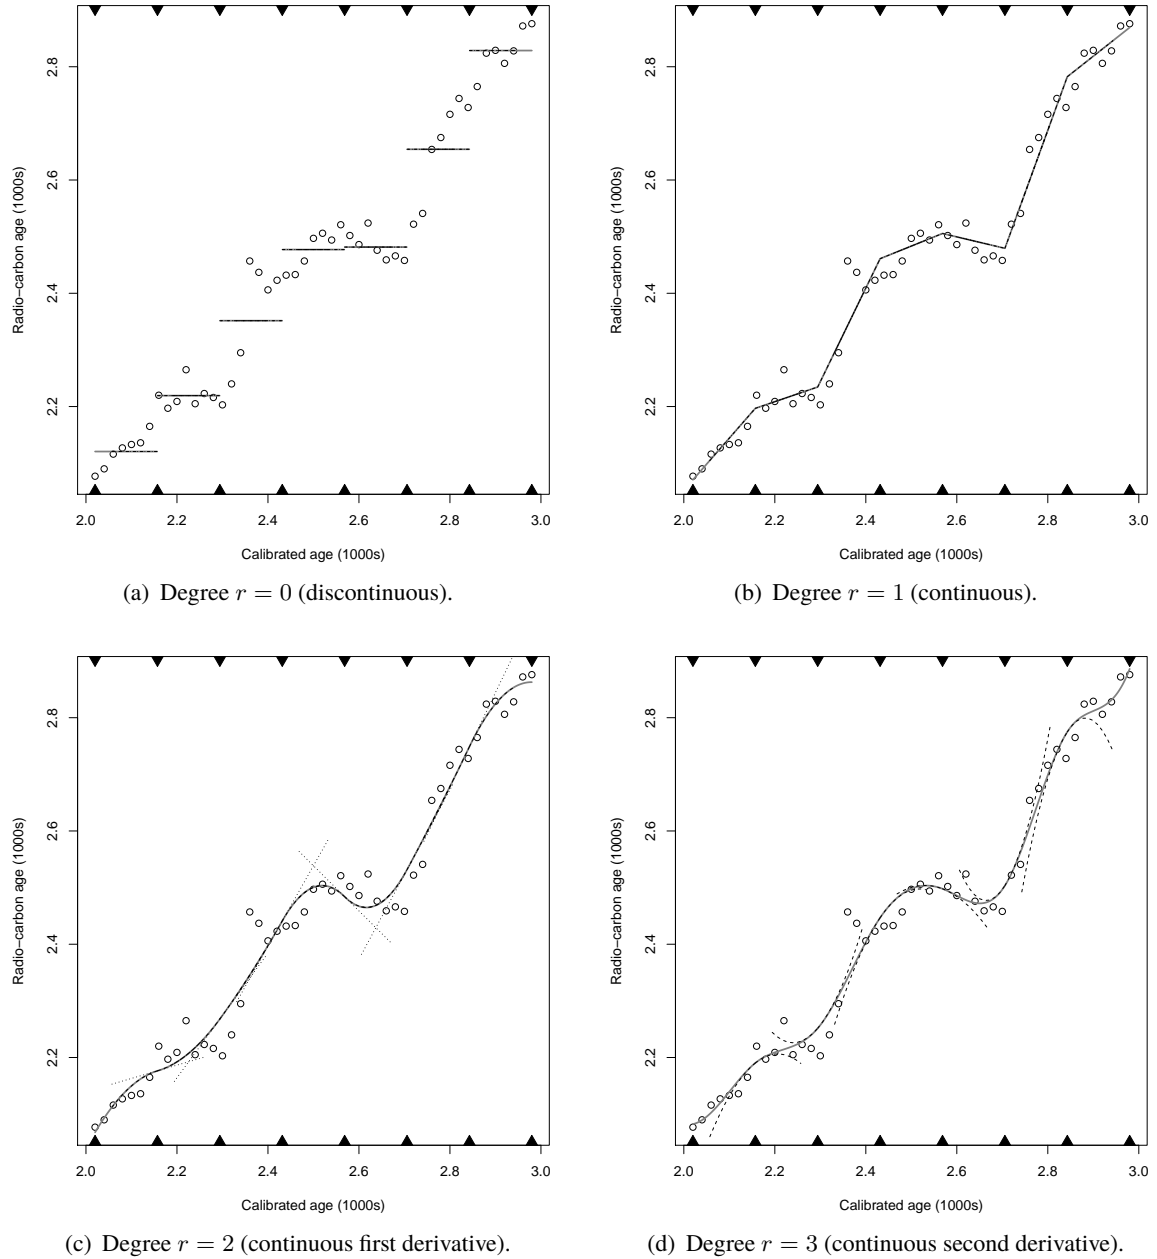 2.8
2.6
2.4
2.2
Radio−carbon age (1000s)
2.0 2.2 2.4 2.6 2.8 3.0
Calibrated age (1000s)
(a) Degree r = 0 (discontinuous).
2.8
2.6
2.4
2.2
Radio−carbon age (1000s)
2.0 2.2 2.4 2.6 2.8 3.0
Calibrated age (1000s)
(b) Degree r = 1 (continuous).
2.8
2.6
2.4
2.2
Radio−carbon age (1000s)
2.0 2.2 2.4 2.6 2.8 3.0
Calibrated age (1000s)
(c) Degree r = 2 (continuous first derivative).
2.8
2.6
2.4
2.2
Radio−carbon age (1000s)
2.0 2.2 2.4 2.6 2.8 3.0
Calibrated age (1000s)
(d) Degree r = 3 (continuous second derivative).